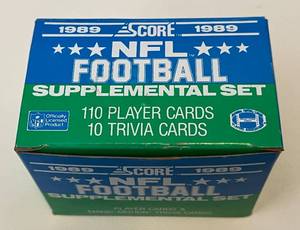 1989 SCORE 1989
NFL
FOOTBALL
SUPPLEMENTAL SET
110 PLAYER CARDS
10 TRIVIA CARDS
Officially
Licensed
Product
1989 SCORE 1989
NFL
FOOTBALL
SUPPLEMENTAL SET